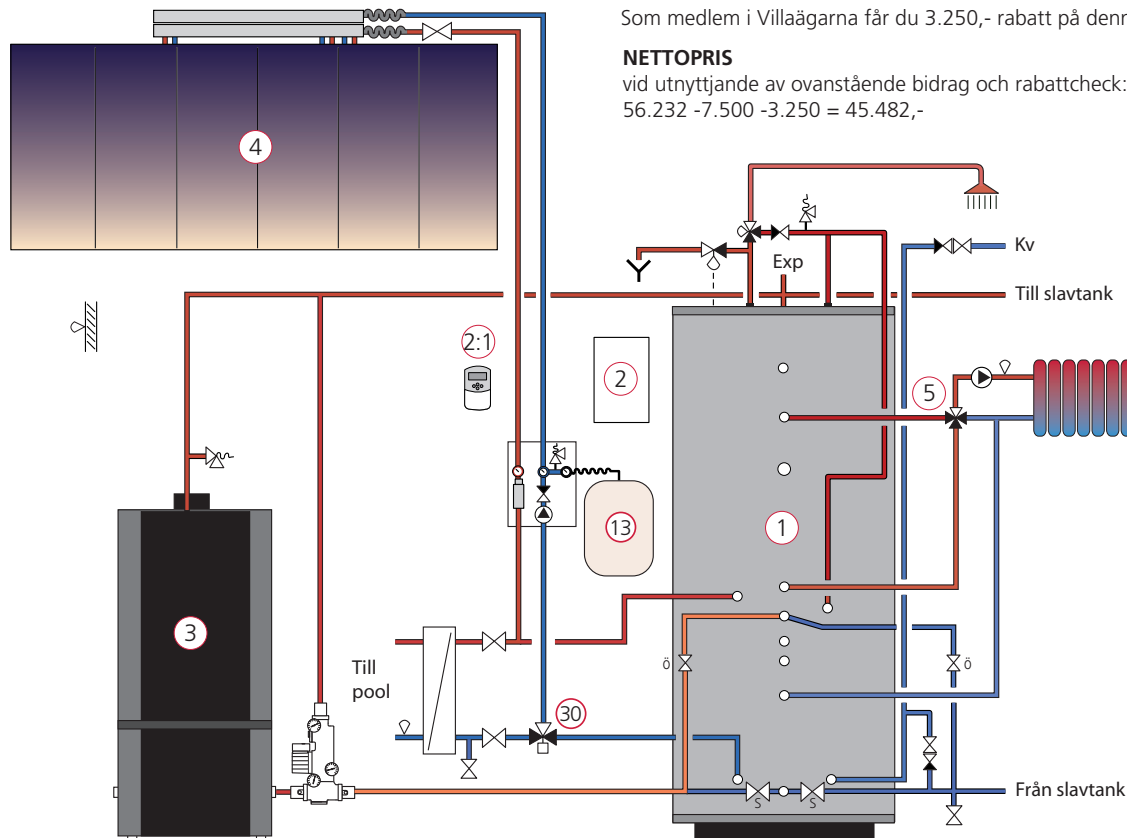 Som medlem i Villaägarna får du 3.250,- rabatt på
NETTOPRIS
vid utnyttjande av ovanstående bidrag och rabattcheck:
56.232 -7.500 -3.250 = 45.482,-
4
Kv
Exp
Till slavtank
2:1
2
5
13
1
3
Till
pool
ö
ö
30
S
S
Från slavtank